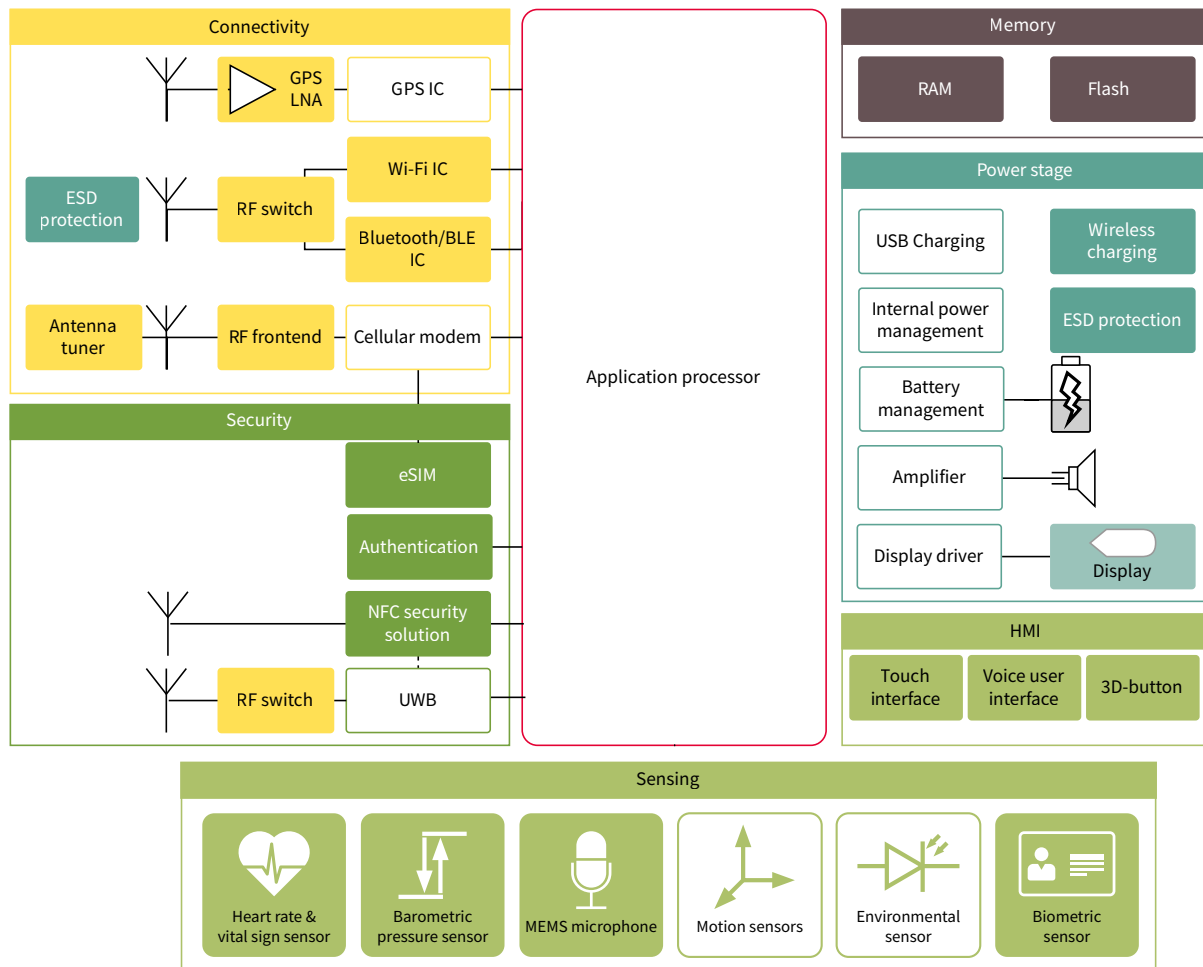 Connectivity
GPS
LNA
GPS IC
ESD
protection
RF switch
Wi-Fi IC
Bluetooth/BLE
IC
Antenna
tuner
RF frontend
Cellular modem
Security
eSIM
Authentication
NFC security
solution
RF switch
UWB
Application processor
Memory
RAM
Flash
Power stage
USB Charging
Wireless
charging
Internal power
management
ESD protection
Battery
management
Amplifier
Display driver
Display
HMI
Touch
interface
Voice user
interface
3D-button
Sensing
Heart rate &
vital sign sensor
Barometric
pressure sensor
MEMS microphone
Motion sensors
Environmental
sensor
Biometric
sensor